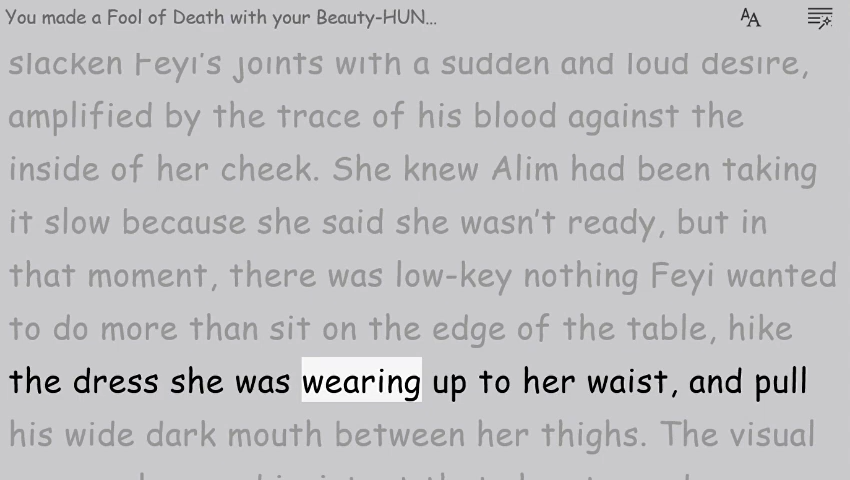 You made a Fool of Death with your Beauty-HUN...
AA
slacken Feyi's joints with a sudden and loud desire,
amplified by the trace of his blood against the
inside of her cheek. She knew Alim had been taking
it slow because she said she wasn't ready, but in
that moment, there was low-key nothing Feyi wanted
to do more than sit on the edge of the table, hike
the dress she was wearing up to her waist, and pull
his wide dark mouth between her thighs. The visual